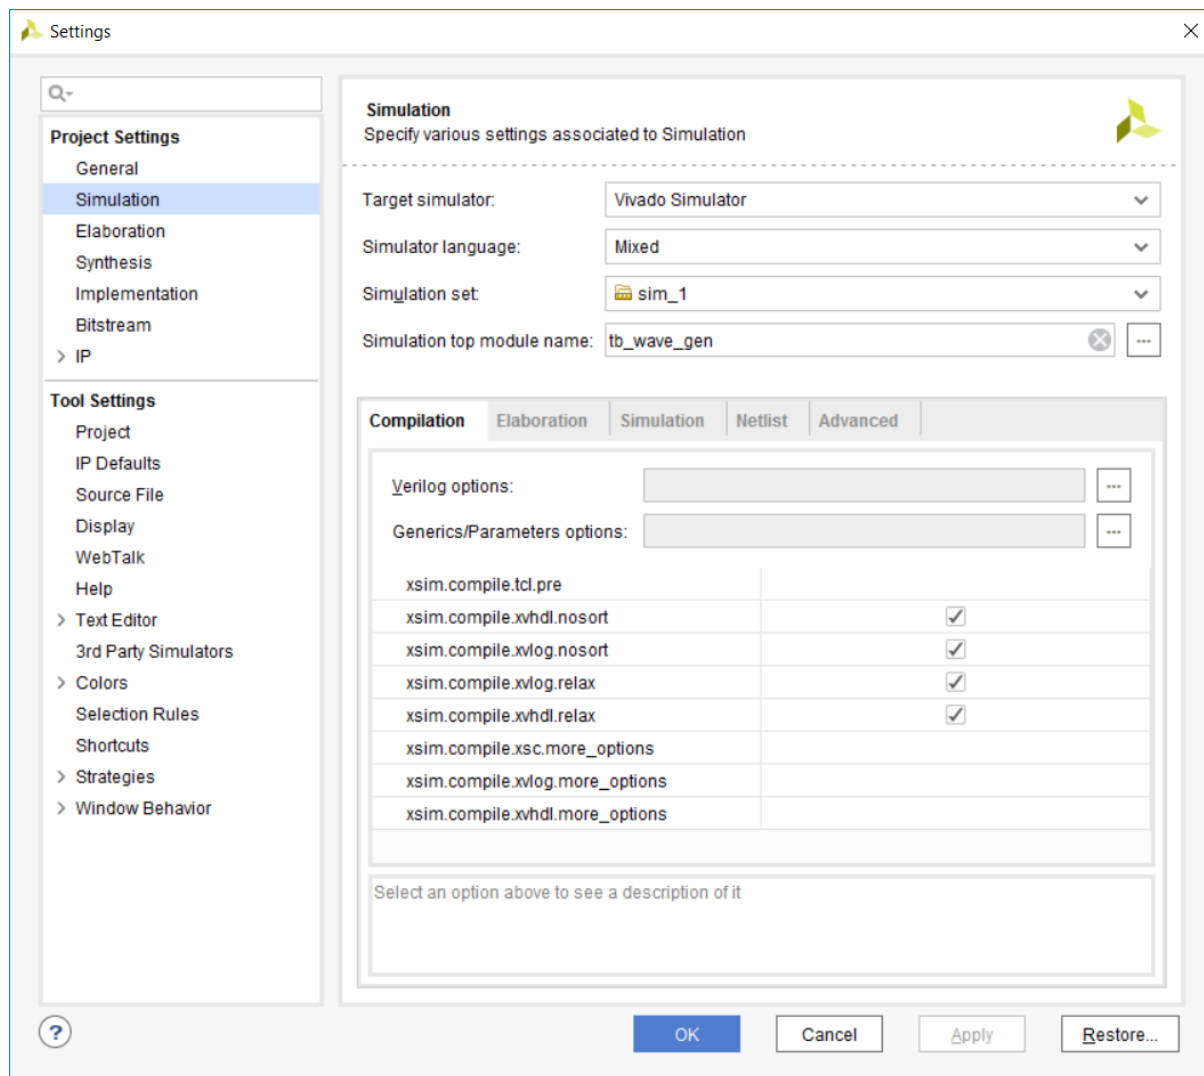 Settings
Project Settings
General
Simulation
Elaboration
Synthesis
Implementation
Bitstream
IP
Tool Settings
Project
IP Defaults
Source File
Display
WebTalk
Help
Text Editor
3rd Party Simulators
Colors
Selection Rules
Shortcuts
Strategies
Window Behavior
Simulation
Specify various settings associated to Simulation
Target simulator: Vivado Simulator
Simulator language: Mixed
Simulation set: sim_1
Simulation top module name: tb_wave_gen ...
Compilation Elaboration Simulation Netlist Advanced
Verilog options: ...
Generics/Parameters options: ...
xsim.compile.tcl.pre
xsim.compile.xvhdl.nosort
xsim.compile.xvlog.nosort
xsim.compile.xvlog.relax
xsim.compile.xvhdl.relax
xsim.compile.xsc.more_options
xsim.compile.xvlog.more_options
xsim.compile.xvhdl.more_options
Select an option above to see a description of it
? OK Cancel Apply Restore...